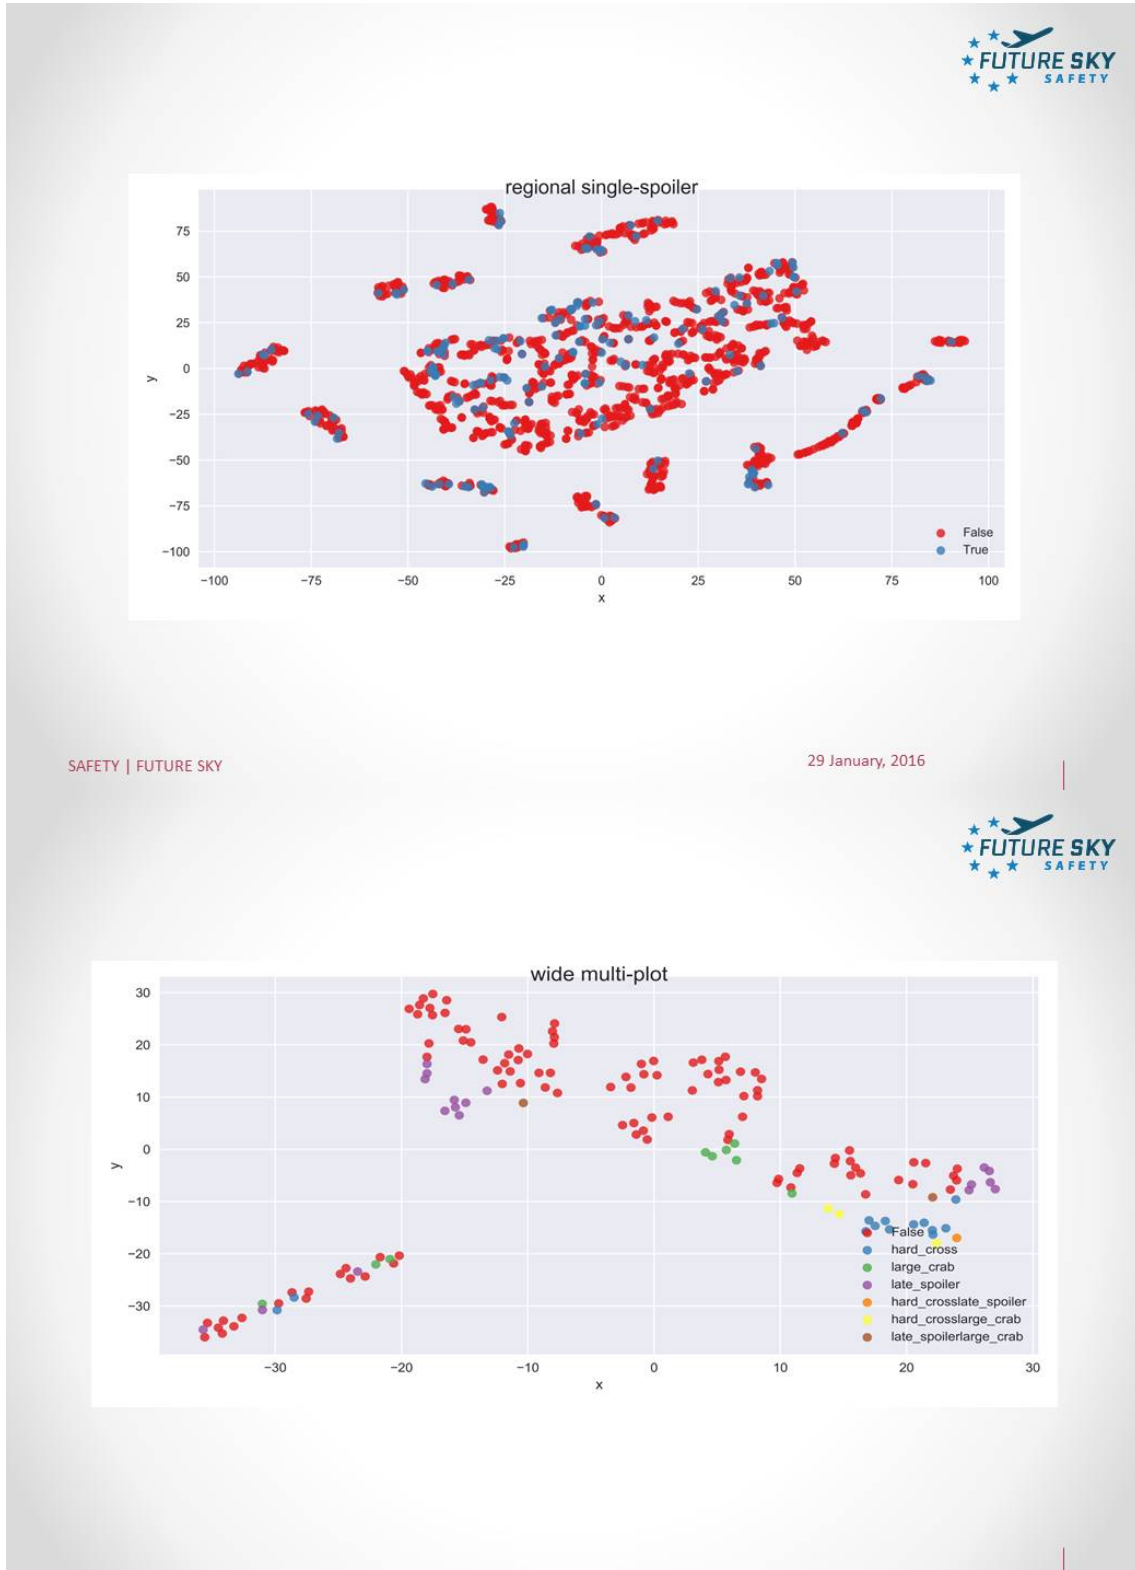 FUTURE SKY
SAFETY
regional single-spoiler
75
50
25
0
−25
−50
−75
−100
y
False
True
−100 −75 −50 −25 0 25 50 75 100
x
SAFETY | FUTURE SKY 29 January, 2016
FUTURE SKY
SAFETY
wide multi-plot
30
20
10
0
−10
−20
−30
y
False
hard_cross
large_crab
late_spoiler
hard_crosslate_spoiler
hard_crosslarge_crab
late_spoilerlarge_crab
−30 −20 −10 0 10 20 30
x